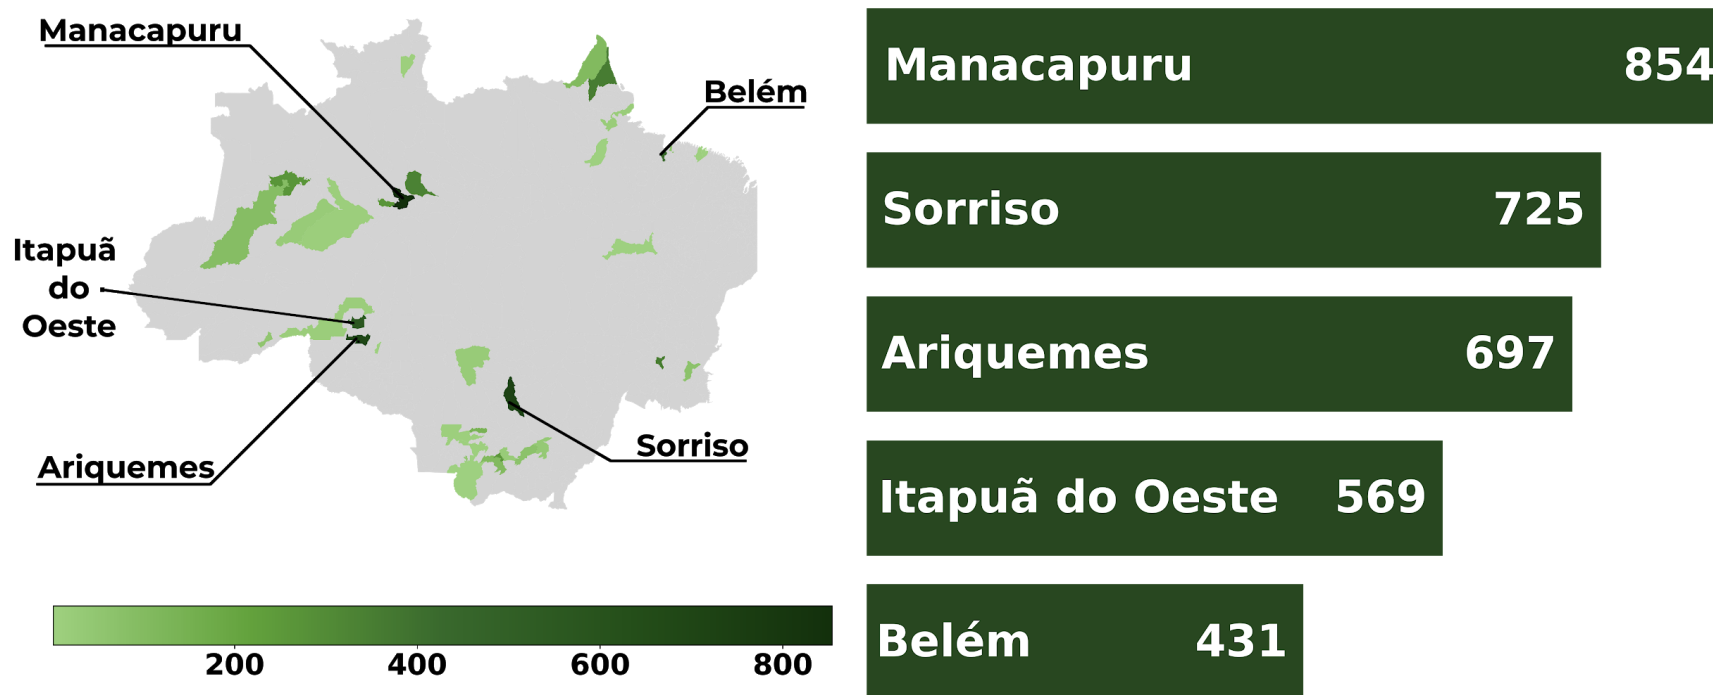 Manacapuru
Belém
Itapuã
do
Oeste
Ariquemes
Sorriso
200 400 600 800
Manacapuru 854
Sorriso 725
Ariquemes 697
Itapuã do Oeste 569
Belém 431